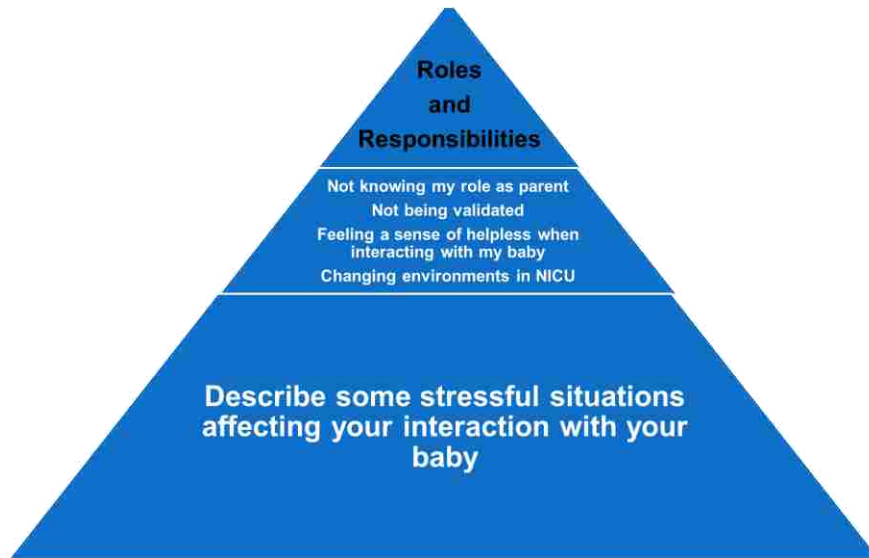 Roles
and
Responsibilities
Not knowing my role as parent
Not being validated
Feeling a sense of helpless when
interacting with my baby
Changing environments in NICU
Describe some stressful situations
affecting your interaction with your
baby